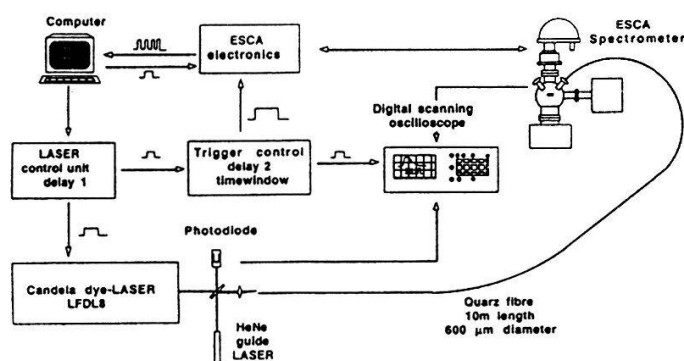 Computer
ESCA
electronics
ESCA
Spectrometer
Digital scanning
oscilloscope
LASER
control unit
delay 1
Trigger control
delay 2
timewindow
Photodiode
Candela dye-LASER
LFDL8
HeNe
guide
LASER
Quarz fibre
10m length
600 μm diameter